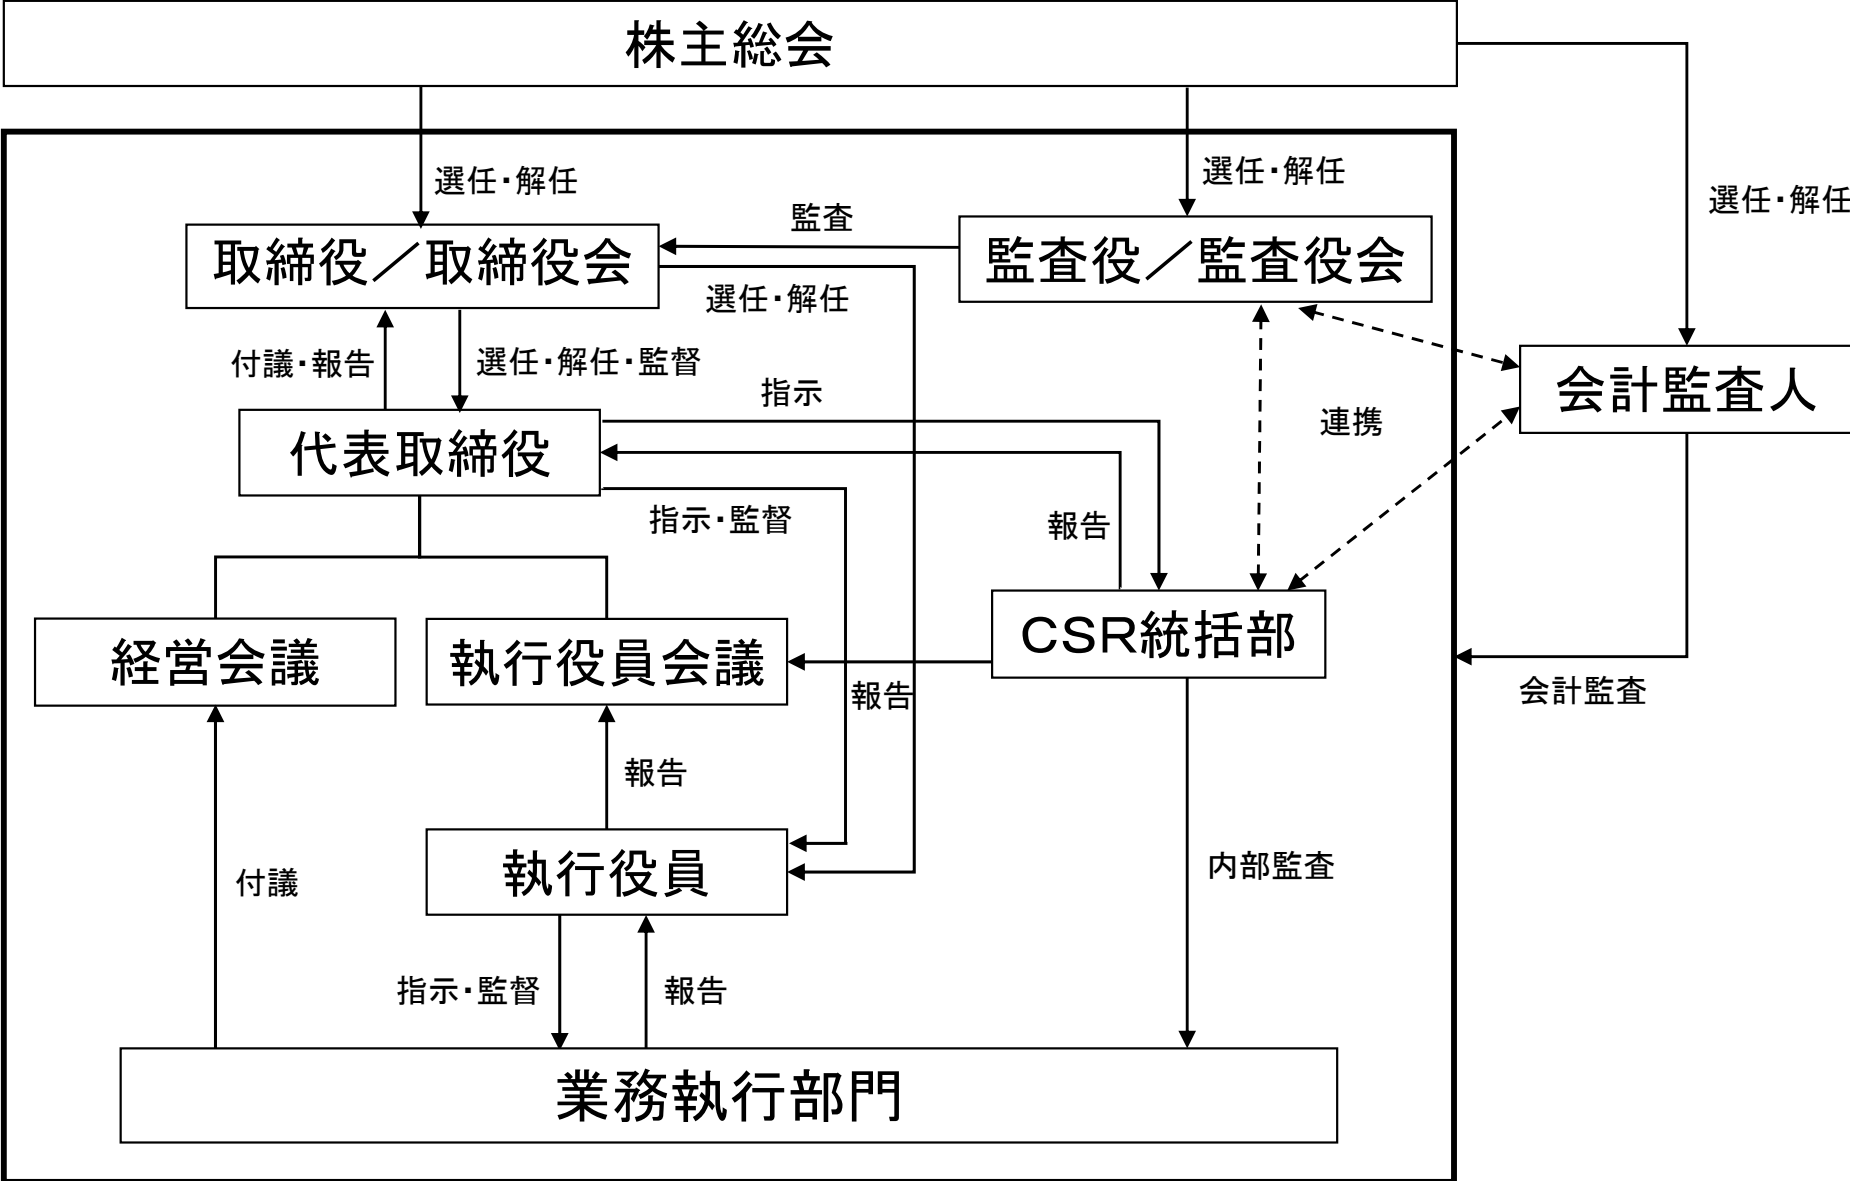 株主総会
選任・解任
選任・解任
選任・解任
監査
取締役／取締役会
監査役／監査役会
選任・解任
付議・報告
選任・解任・監督
指示
連携
会計監査人
代表取締役
指示・監督
報告
経営会議
執行役員会議
CSR統括部
報告
会計監査
報告
執行役員
内部監査
付議
指示・監督
報告
業務執行部門